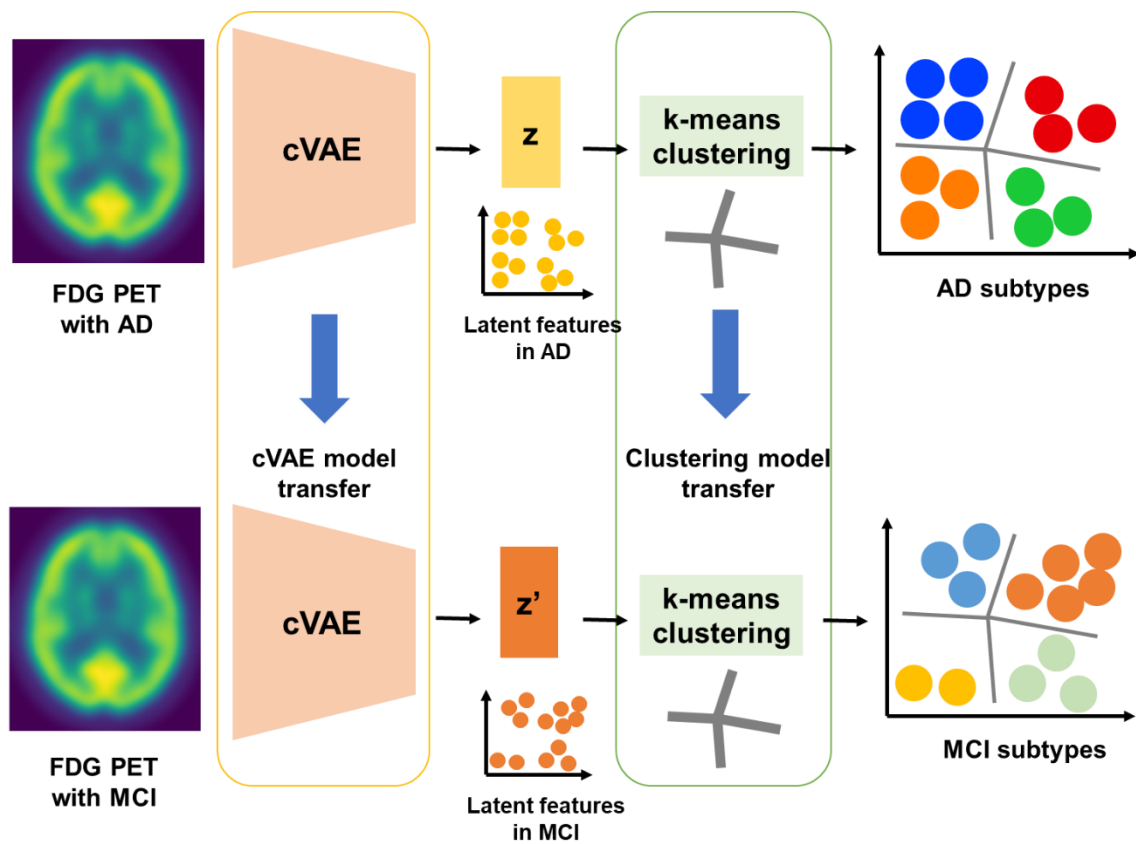 cVAE
z
k-means
clustering
FDG PET
with AD
Latent features
in AD
AD subtypes
cVAE model
transfer
Clustering model
transfer
cVAE
z’
k-means
clustering
FDG PET
with MCI
Latent features
in MCI
MCI subtypes